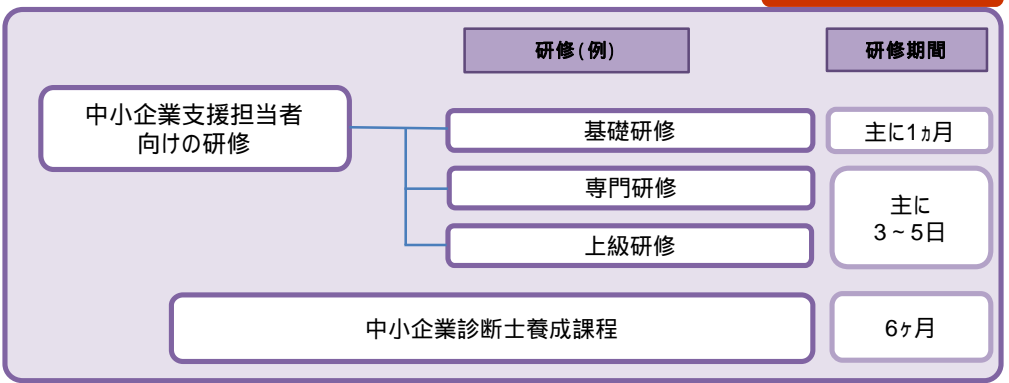 研修(例)
研修期間
中小企業支援担当者
向けの研修
基礎研修
主に1ヵ月
専門研修
上級研修
主に
3~5日
中小企業診断士養成課程
6ヶ月